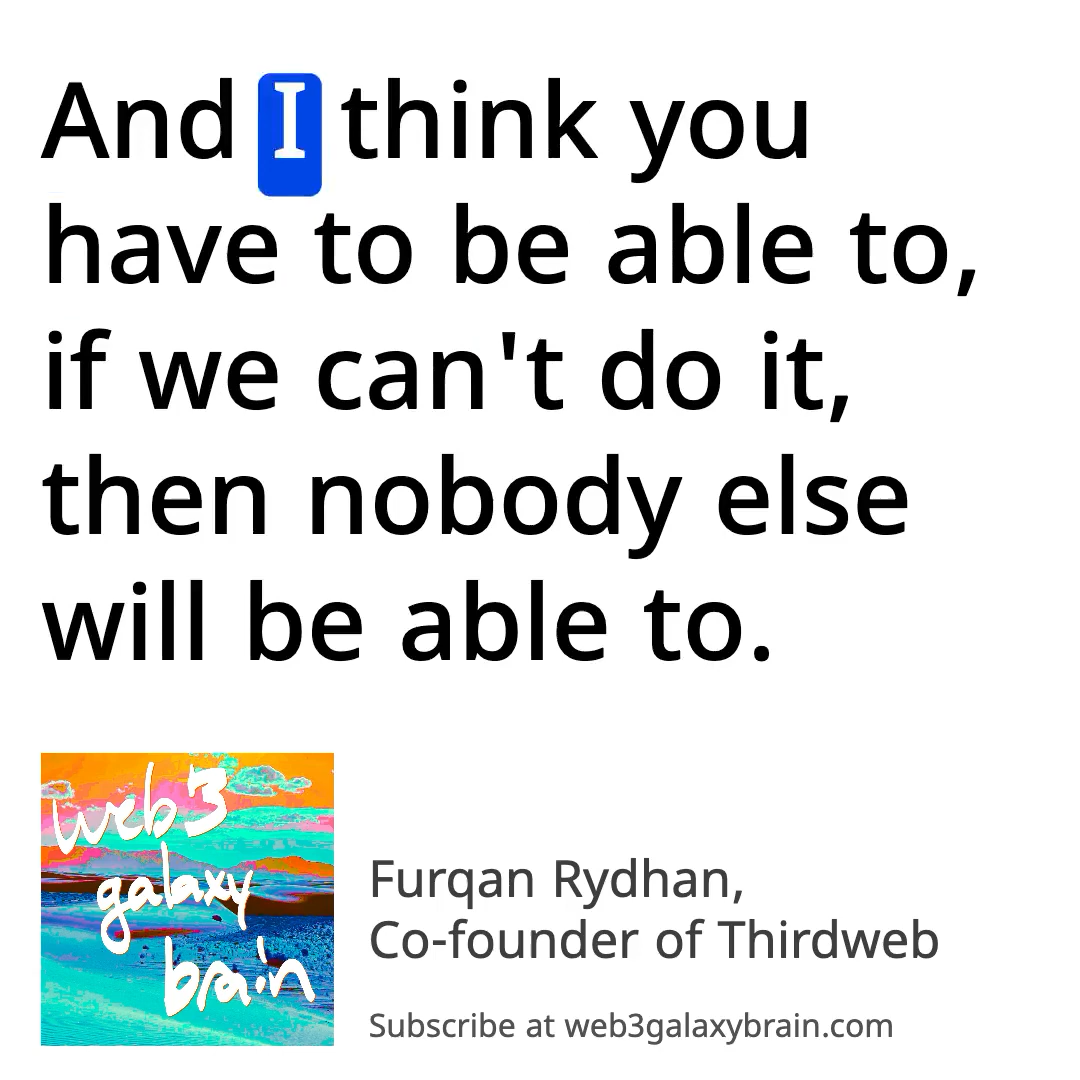 And I think you
have to be able to,
if we can't do it,
then nobody else
will be able to.
web3
galaxy
brain
Furqan Rydhan,
Co-founder of Thirdweb
Subscribe at web3galaxybrain.com